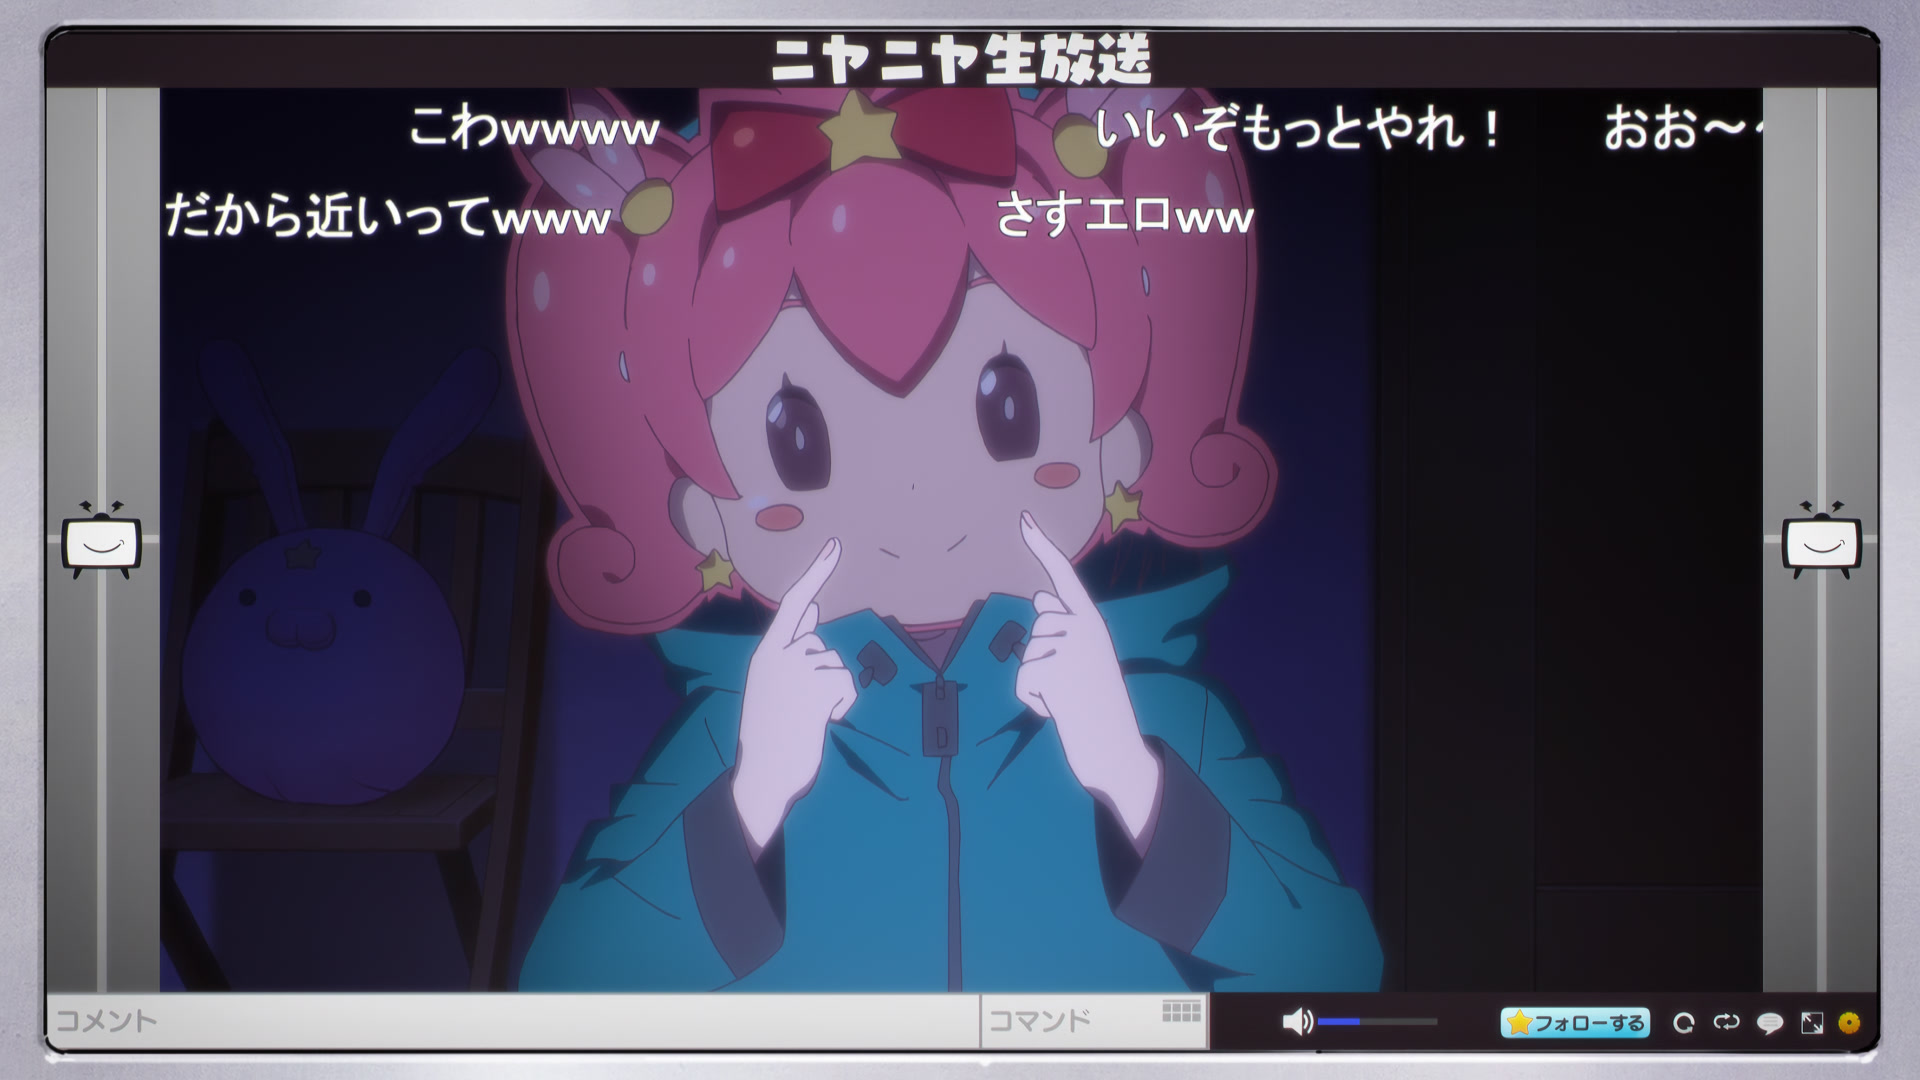 ニヤニヤ生放送
こわwwww
いいぞもっとやれ！
おお～
だから近いってwww
さすエロww
コメント
コマンド
フォローする